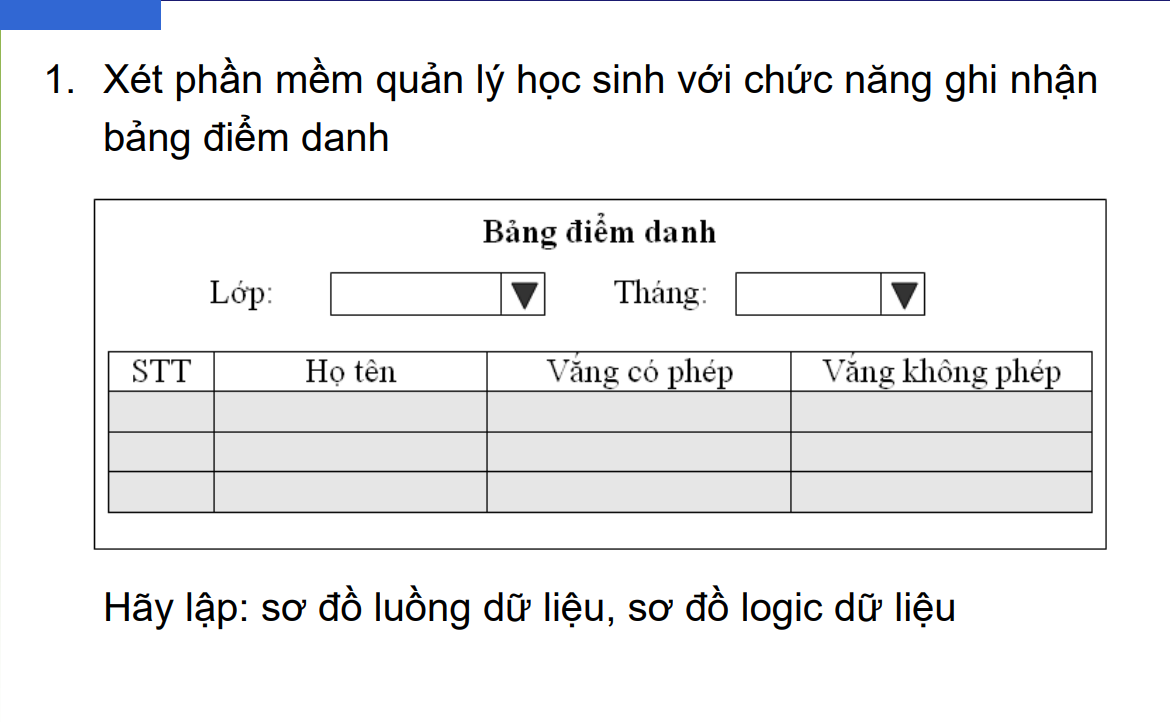 1. Xét phần mềm quản lý học sinh với chức năng ghi nhận
bảng điểm danh
Bảng điểm danh
Lớp: Tháng:
STT Họ tên Vắng có phép Vắng không phép
Hãy lập: sơ đồ luồng dữ liệu, sơ đồ logic dữ liệu